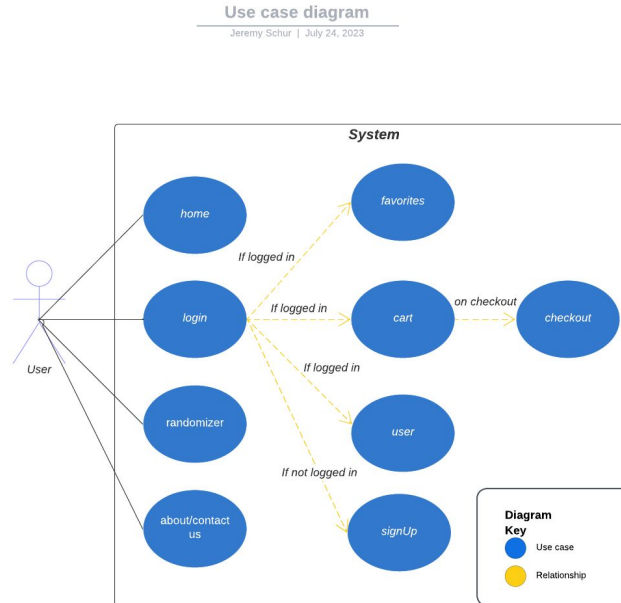 Use case diagram
Jeremy Schur | July 24, 2023
System
home
favorites
If logged in
login
If logged in
cart
on checkout
checkout
User
If logged in
randomizer
user
If not logged in
about/contact
us
signUp
Diagram
Key
Use case
Relationship